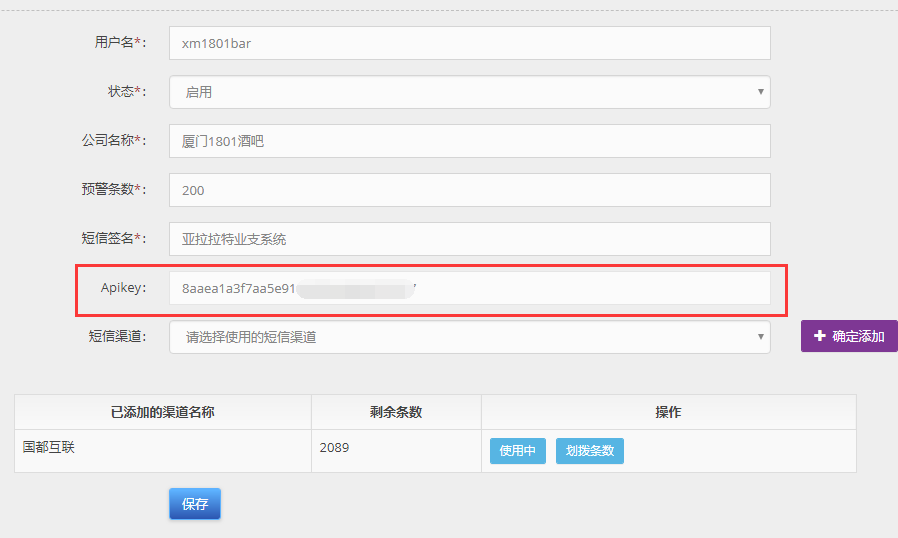 用户名*: xm1801bar
状态*: 启用
公司名称*: 厦门1801酒吧
预警条数*: 200
短信签名*: 亚拉拉特业支系统
Apikey: 8aaea1a3f7aa5e91
短信渠道: 请选择使用的短信渠道 确定添加
已添加的渠道名称 剩余条数 操作
国都互联 2089 使用中 划拨条数
保存